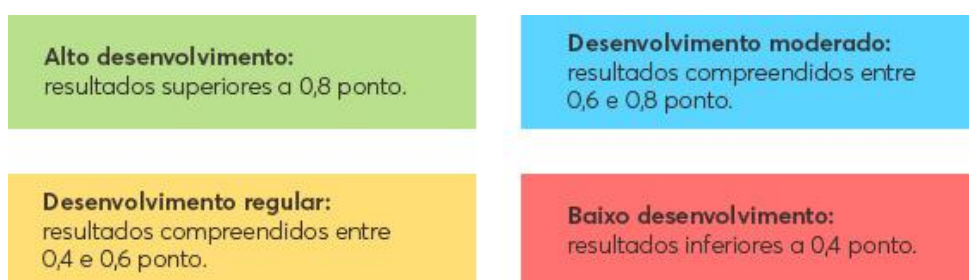 Alto desenvolvimento:
resultados superiores a 0,8 ponto.
Desenvolvimento moderado:
resultados compreendidos entre
0,6 e 0,8 ponto.
Desenvolvimento regular:
resultados compreendidos entre
0,4 e 0,6 ponto.
Baixo desenvolvimento:
resultados inferiores a 0,4 ponto.